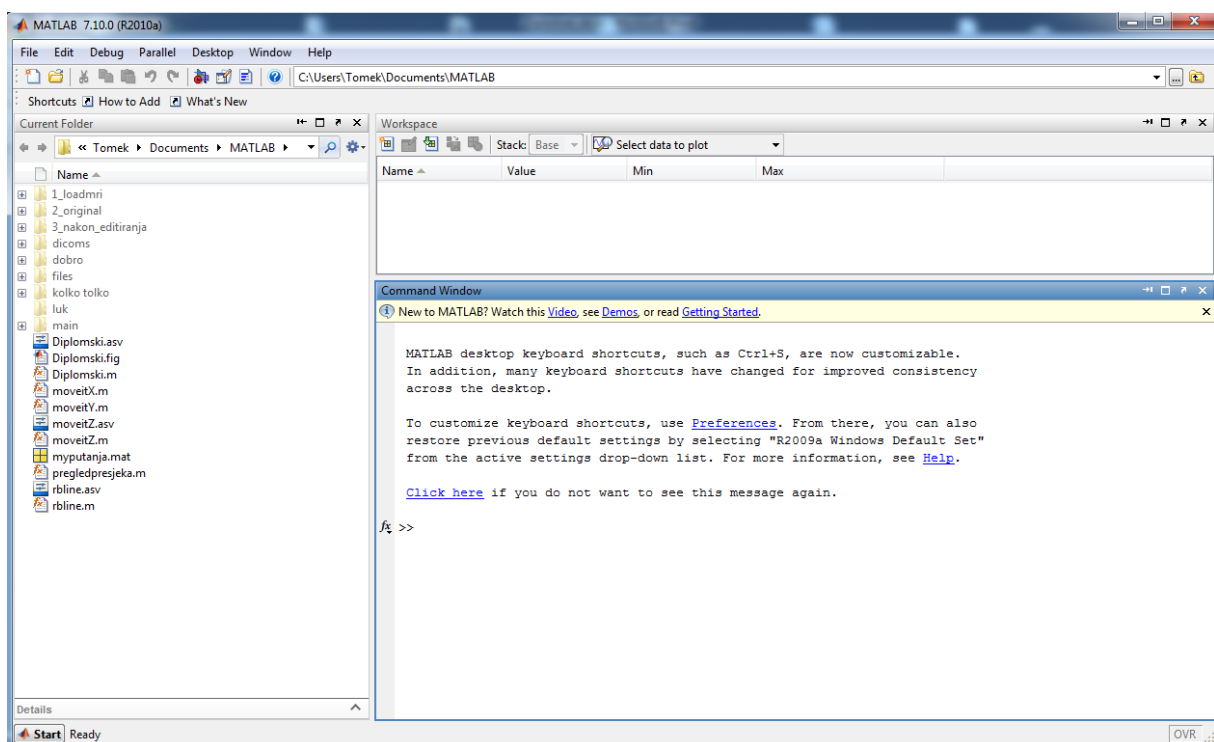 MATLAB 7.10.0 (R2010a)
File Edit Debug Parallel Desktop Window Help
C:\Users\Tomek\Documents\MATLAB
Shortcuts How to Add What's New
Current Folder
« Tomek Documents MATLAB
Name
1_loadmri
2_original
3_nakon_editiranja
dicoms
dobro
files
kolko tolko
luk
main
Diplomski.asv
Diplomski.fig
Diplomski.m
moveitX.m
moveitY.m
moveitZ.asv
moveitZ.m
myputanja.mat
pregledpresjeka.m
rbline.asv
rbline.m
Details
Workspace
Stack: Base Select data to plot
Name Value Min Max
Command Window
New to MATLAB? Watch this Video, see Demos, or read Getting Started.
MATLAB desktop keyboard shortcuts, such as Ctrl+S, are now customizable.
In addition, many keyboard shortcuts have changed for improved consistency
across the desktop.
To customize keyboard shortcuts, use Preferences. From there, you can also
restore previous default settings by selecting "R2009a Windows Default Set"
from the active settings drop-down list. For more information, see Help.
Click here if you do not want to see this message again.
fx >>
Start Ready
OVR